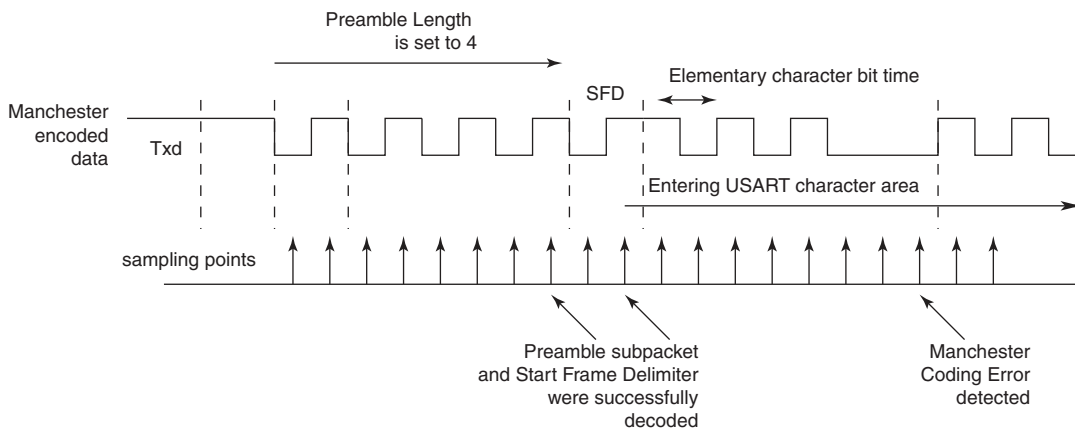 Preamble Length
is set to 4
SFD
Elementary character bit time
Manchester
encoded
data
Txd
Entering USART character area
sampling points
Preamble subpacket
and Start Frame Delimiter
were successfully
decoded
Manchester
Coding Error
detected